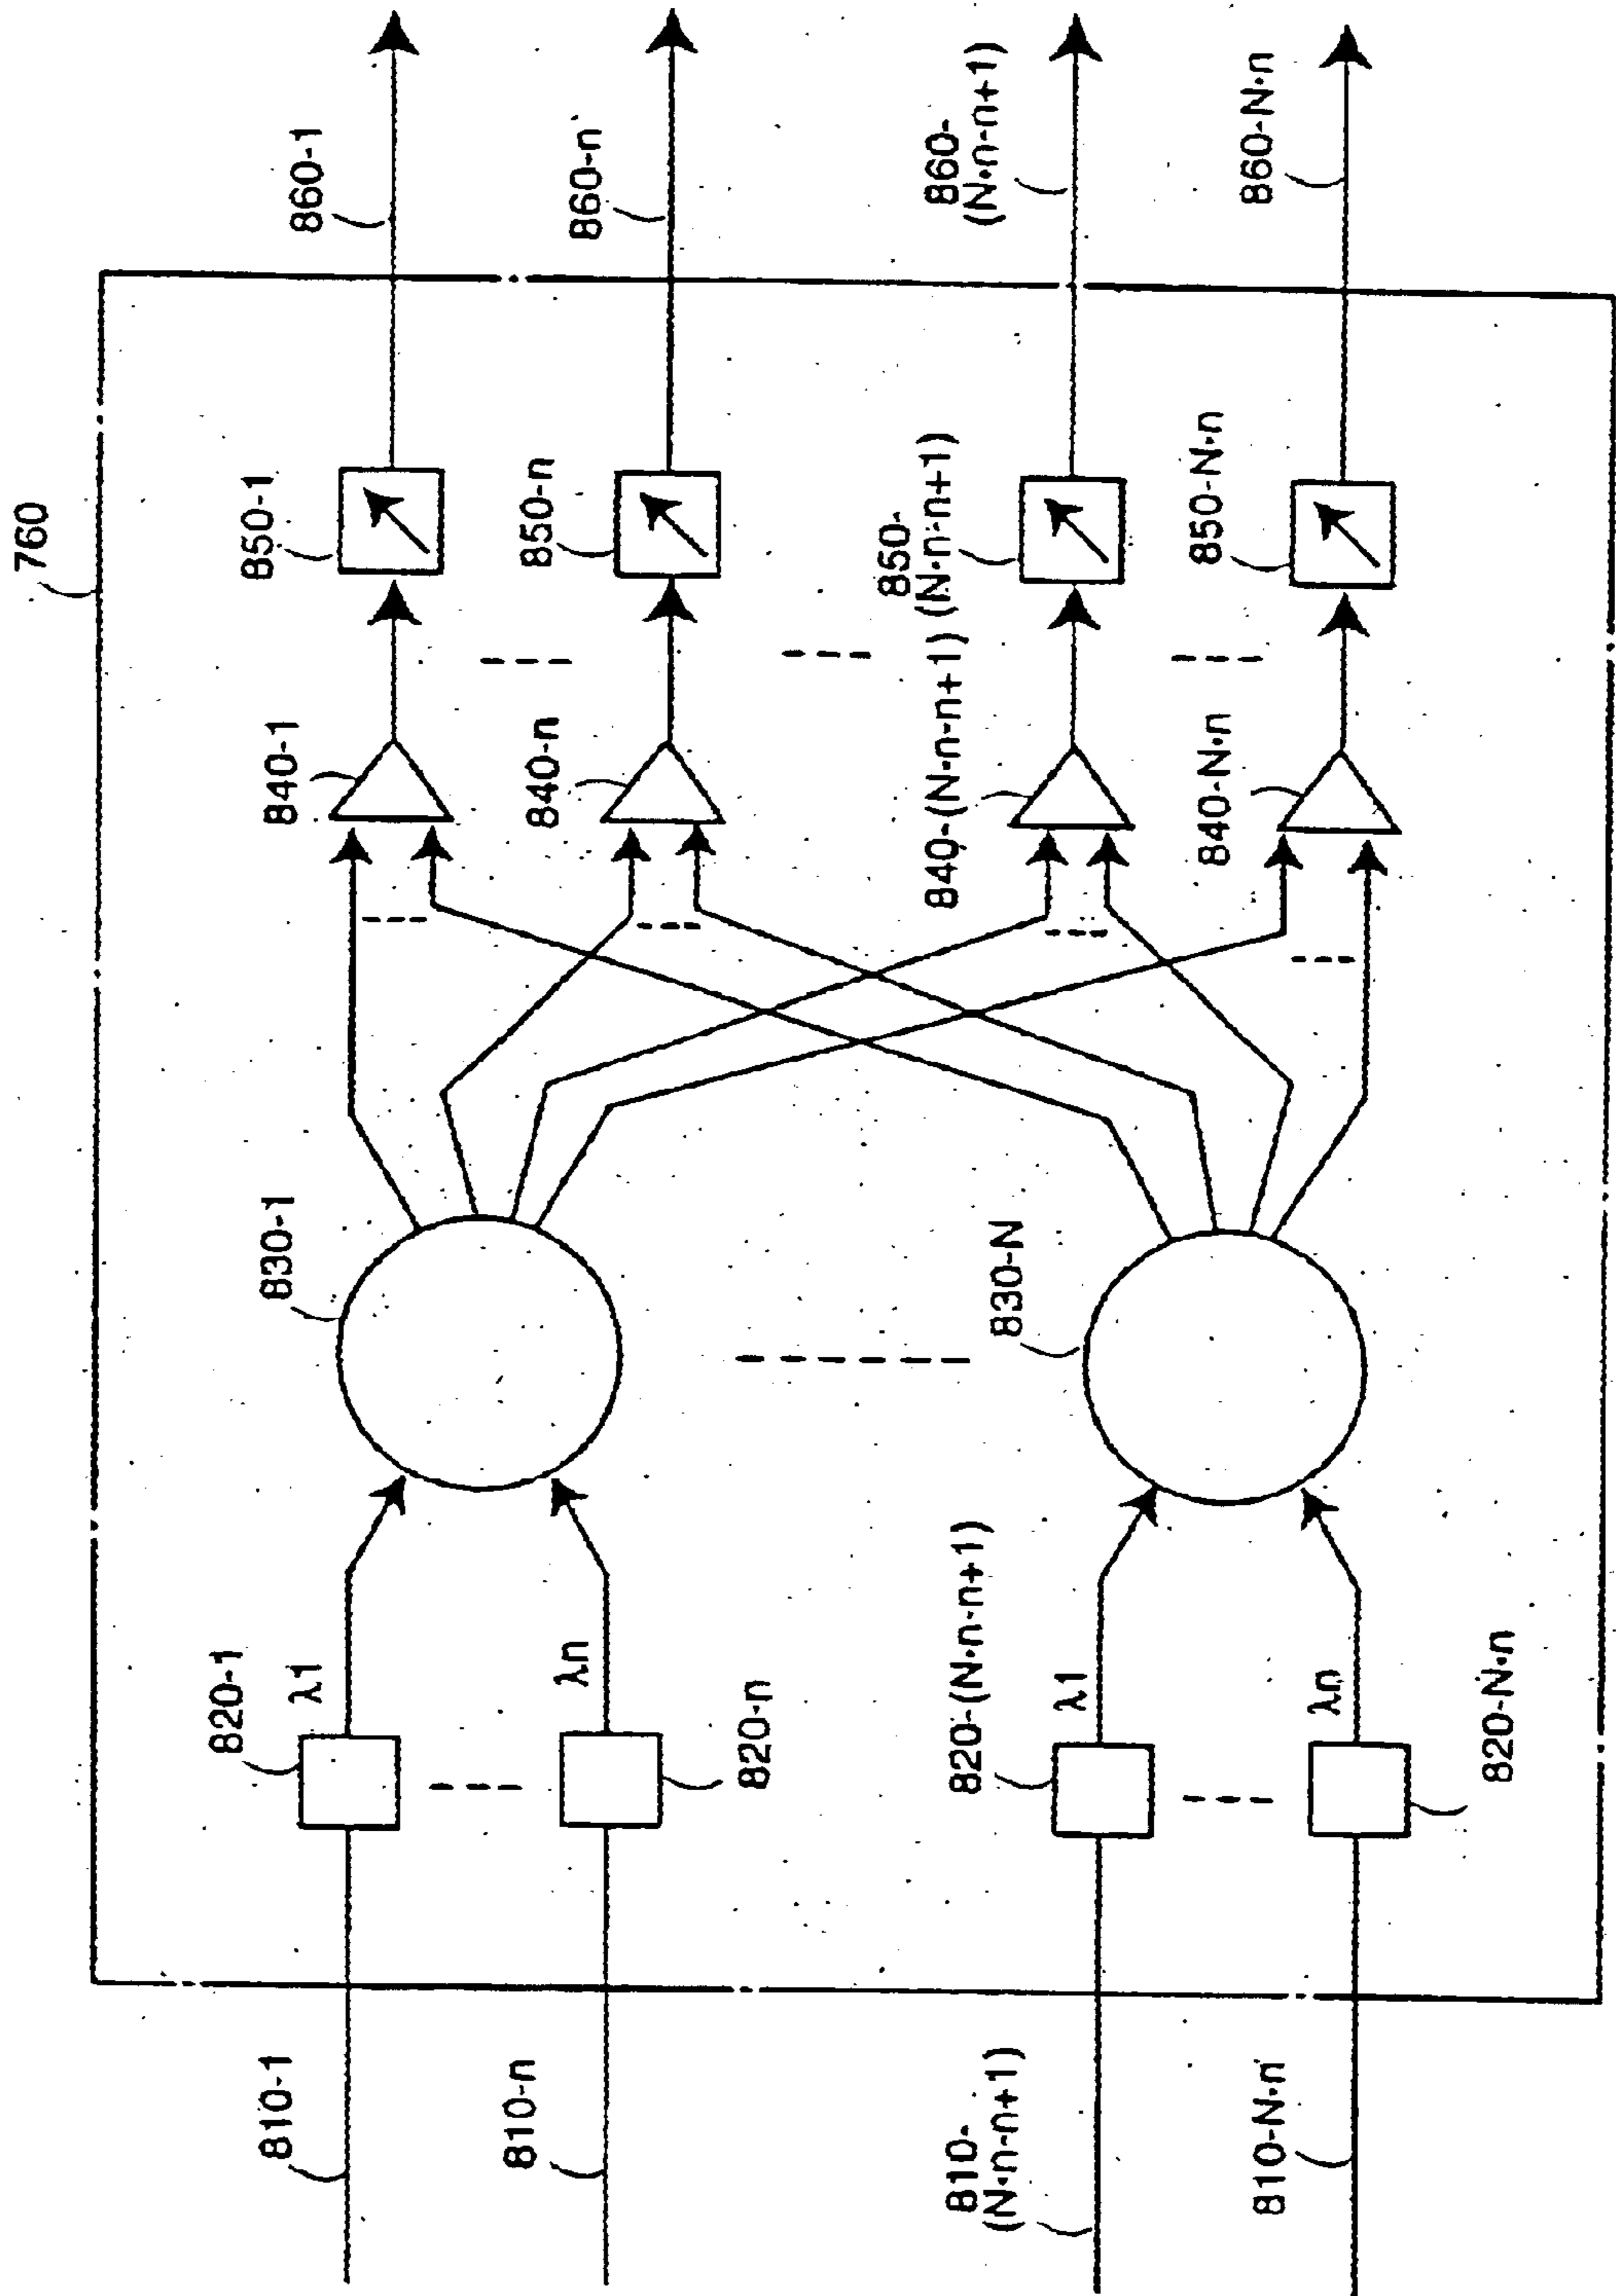 760
810-1
820-1
λ1
830-1
840-1
850-1
860-1
810-n
820-n
λn
840-n
850-n
860-n
810-
(N·n-n+1)
820-(N·n-n+1)
λ1
830-N
840-(N·n-n+1)
850-
(N·n-n+1)
860-
(N·n-n+1)
810-N·n
820-N·n
λn
840-N·n
850-N·n
860-N·n